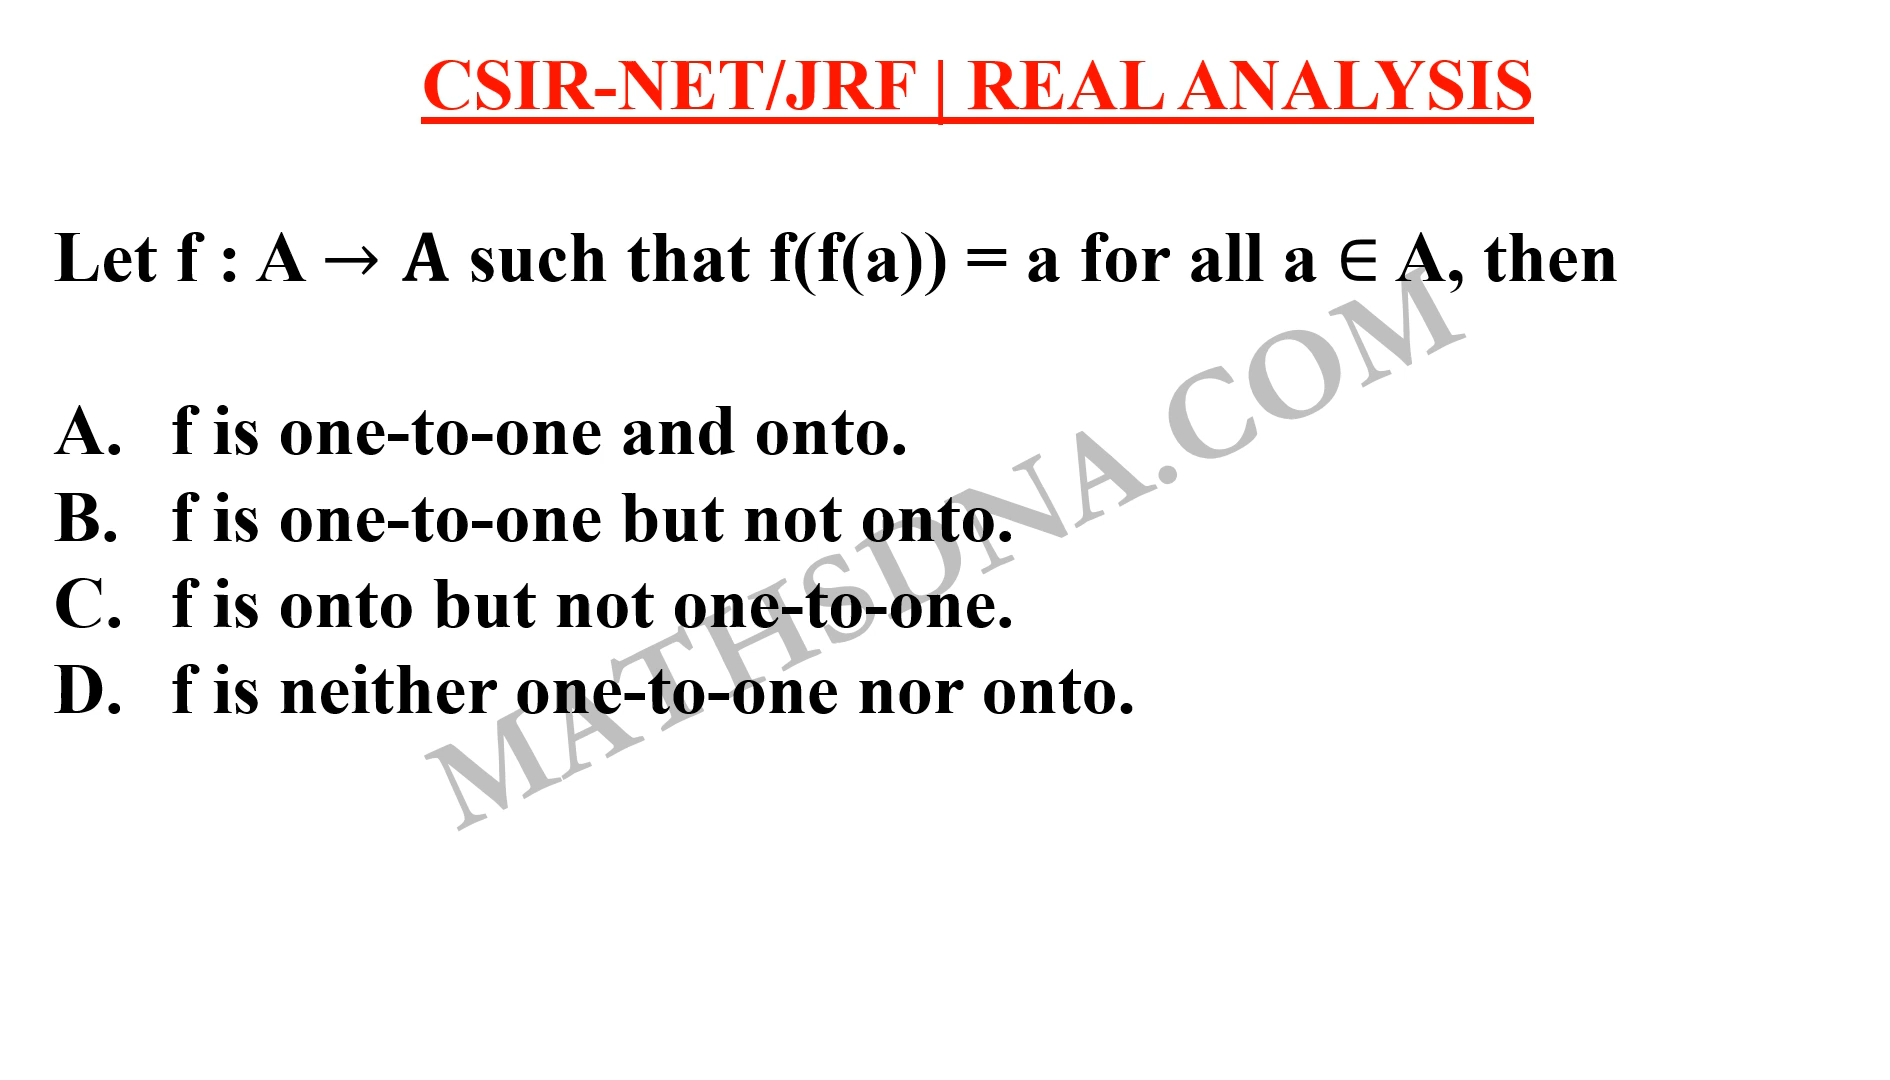 CSIR-NET/JRF | REAL ANALYSIS
Let f : A → A such that f(f(a)) = a for all a ∈ A, then
A. f is one-to-one and onto.
B. f is one-to-one but not onto.
C. f is onto but not one-to-one.
D. f is neither one-to-one nor onto.
MATHSDNA.COM